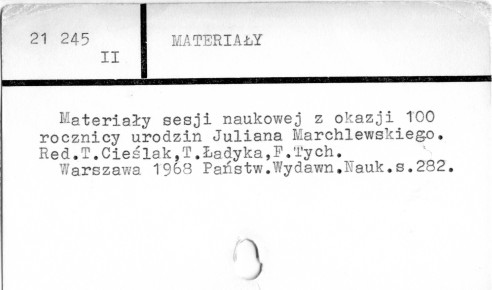 21 245
II
MATERIAŁY
Materiały sesji naukowej z okazji 100
rocznicy urodzin Juliana Marchlewskiego.
Red.T.Cieślak,T.Ładyka,F.Tych.
Warszawa 1968 Państw.Wydawn.Nauk.s.282.